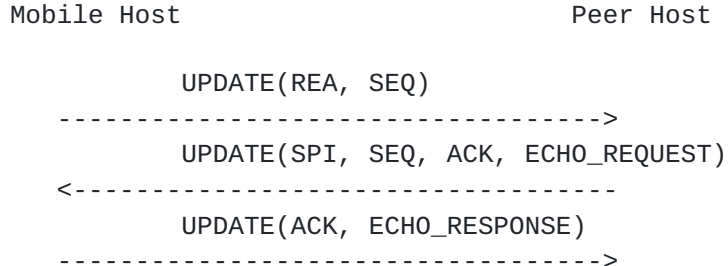 Mobile Host                         Peer Host
UPDATE(REA, SEQ)
----------------------------------->
UPDATE(SPI, SEQ, ACK, ECHO_REQUEST)
<-----------------------------------
UPDATE(ACK, ECHO_RESPONSE)
----------------------------------->